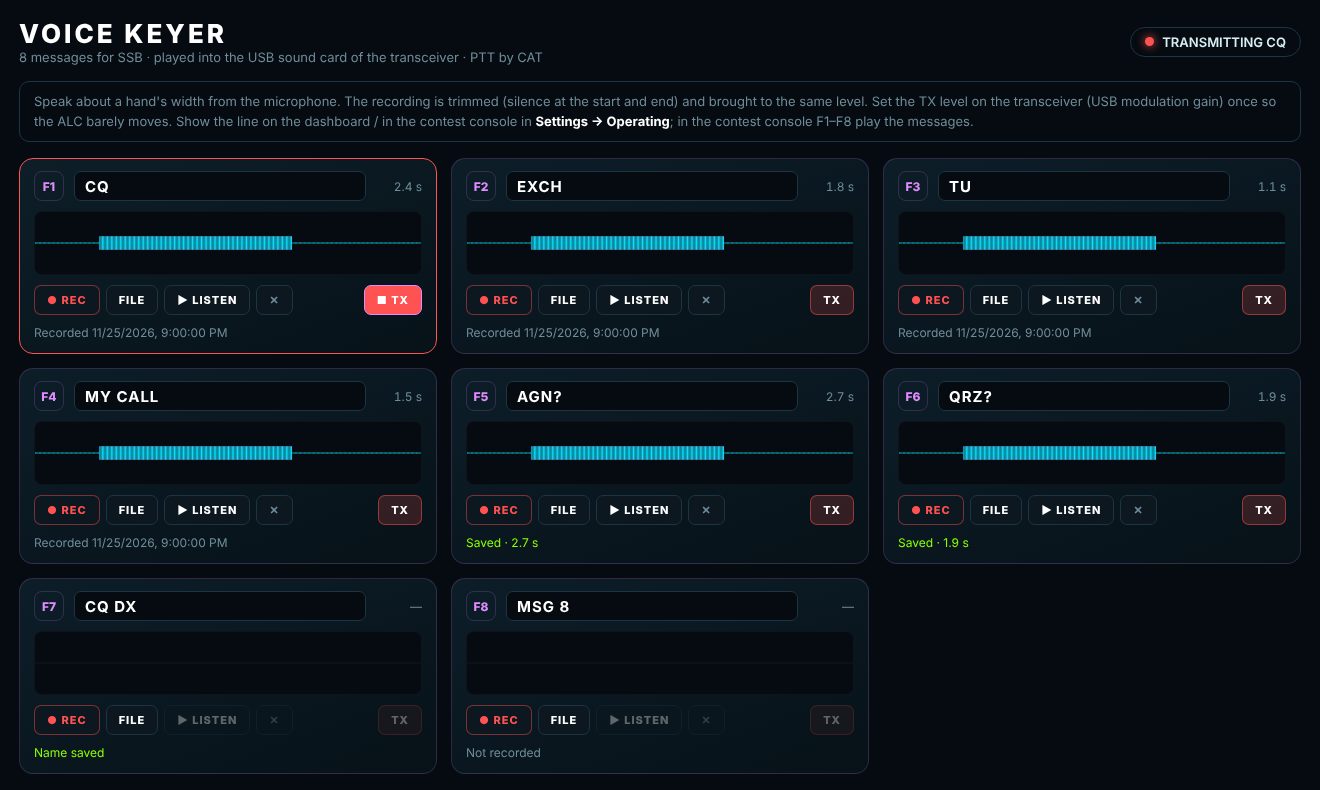 VOICE KEYER
8 messages for SSB · played into the USB sound card of the transceiver · PTT by CAT
TRANSMITTING CQ
Speak about a hand's width from the microphone. The recording is trimmed (silence at the start and end) and brought to the same level. Set the TX level on the transceiver (USB modulation gain) once so
the ALC barely moves. Show the line on the dashboard / in the contest console in Settings → Operating; in the contest console F1–F8 play the messages.
F1 CQ 2.4 s
REC FILE ▶ LISTEN × ■ TX
Recorded 11/25/2026, 9:00:00 PM
F2 EXCH 1.8 s
REC FILE ▶ LISTEN × TX
Recorded 11/25/2026, 9:00:00 PM
F3 TU 1.1 s
REC FILE ▶ LISTEN × TX
Recorded 11/25/2026, 9:00:00 PM
F4 MY CALL 1.5 s
REC FILE ▶ LISTEN × TX
Recorded 11/25/2026, 9:00:00 PM
F5 AGN? 2.7 s
REC FILE ▶ LISTEN × TX
Saved · 2.7 s
F6 QRZ? 1.9 s
REC FILE ▶ LISTEN × TX
Saved · 1.9 s
F7 CQ DX —
REC FILE ▶ LISTEN × TX
Name saved
F8 MSG 8 —
REC FILE ▶ LISTEN × TX
Not recorded